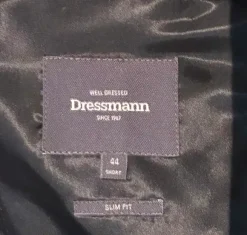 WELL DRESSED
Dressmann
SINCE 1967
44
SHORT
SLIM FIT